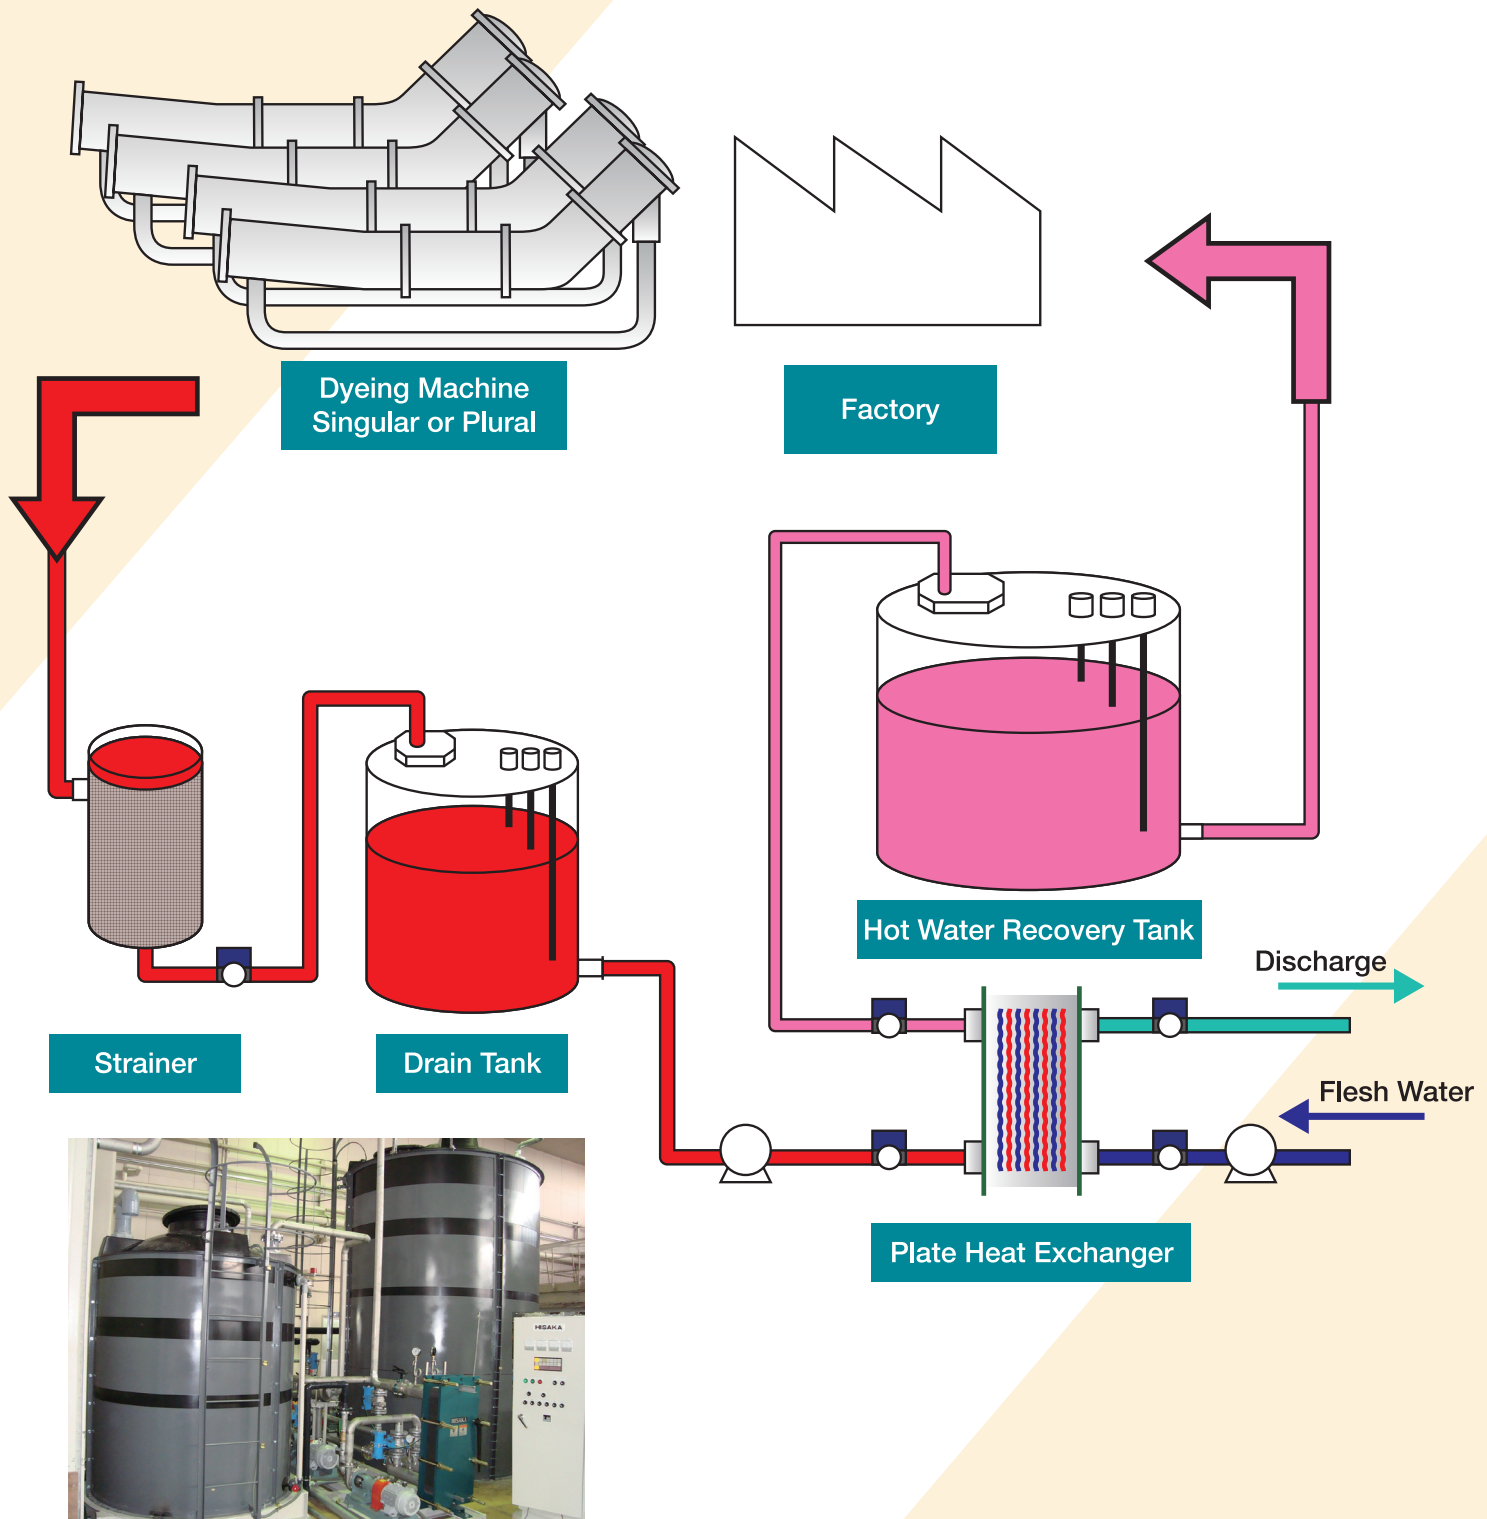 Dyeing Machine
Singular or Plural
Factory
Hot Water Recovery Tank
Discharge
Strainer
Drain Tank
Flesh Water
Plate Heat Exchanger
HISAKA
HISAKA